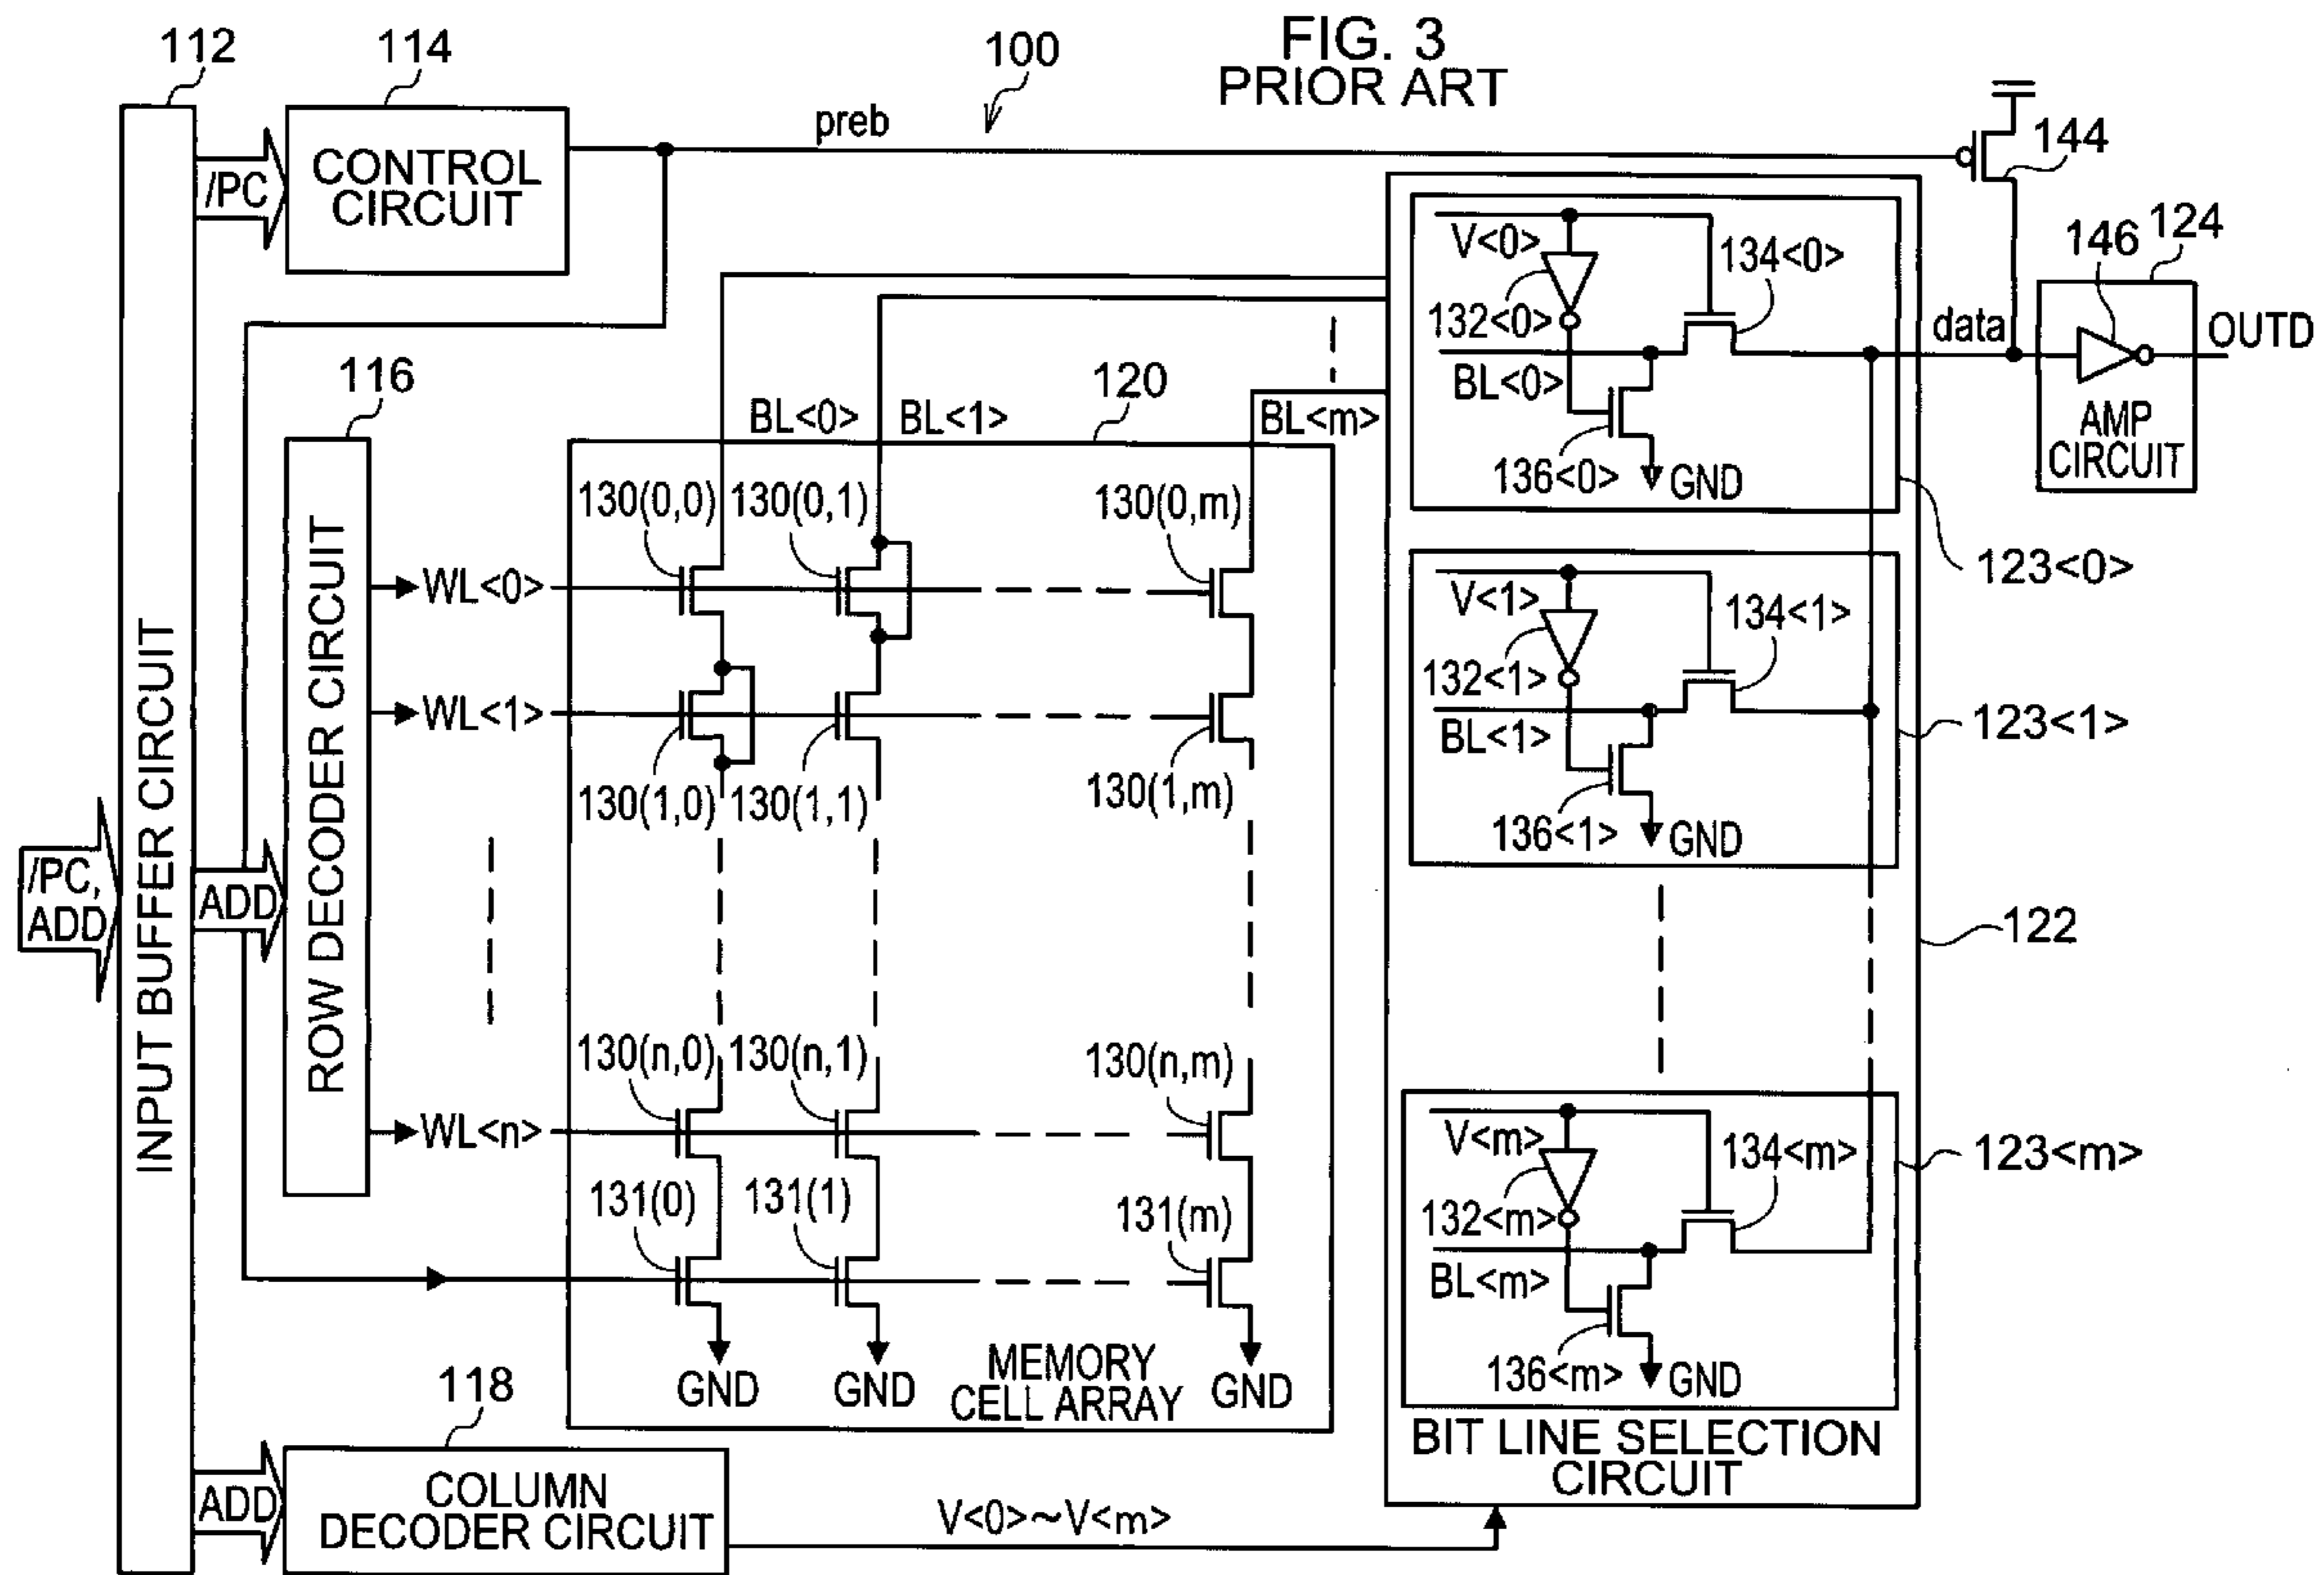 FIG. 3
PRIOR ART
112
114
100
preb
CONTROL
CIRCUIT
/PC
144
124
146
V<0>
134<0>
132<0>
data
OUTD
BL<0>
AMP
CIRCUIT
136<0>
GND
116
120
BL<0>
BL<1>
BL<m>
130(0,0)
130(0,1)
130(0,m)
123<0>
WL<0>
V<1>
134<1>
132<1>
WL<1>
123<1>
BL<1>
130(1,0)
130(1,1)
130(1,m)
136<1>
GND
INPUT BUFFER CIRCUIT
ROW DECODER CIRCUIT
/PC,
ADD
ADD
122
130(n,0)
130(n,1)
130(n,m)
WL<n>
V<m>
134<m>
123<m>
131(0)
131(1)
131(m)
132<m>
BL<m>
136<m>
GND
GND
GND
GND
MEMORY
CELL ARRAY
118
BIT LINE SELECTION
CIRCUIT
ADD
COLUMN
DECODER CIRCUIT
V<0>~V<m>